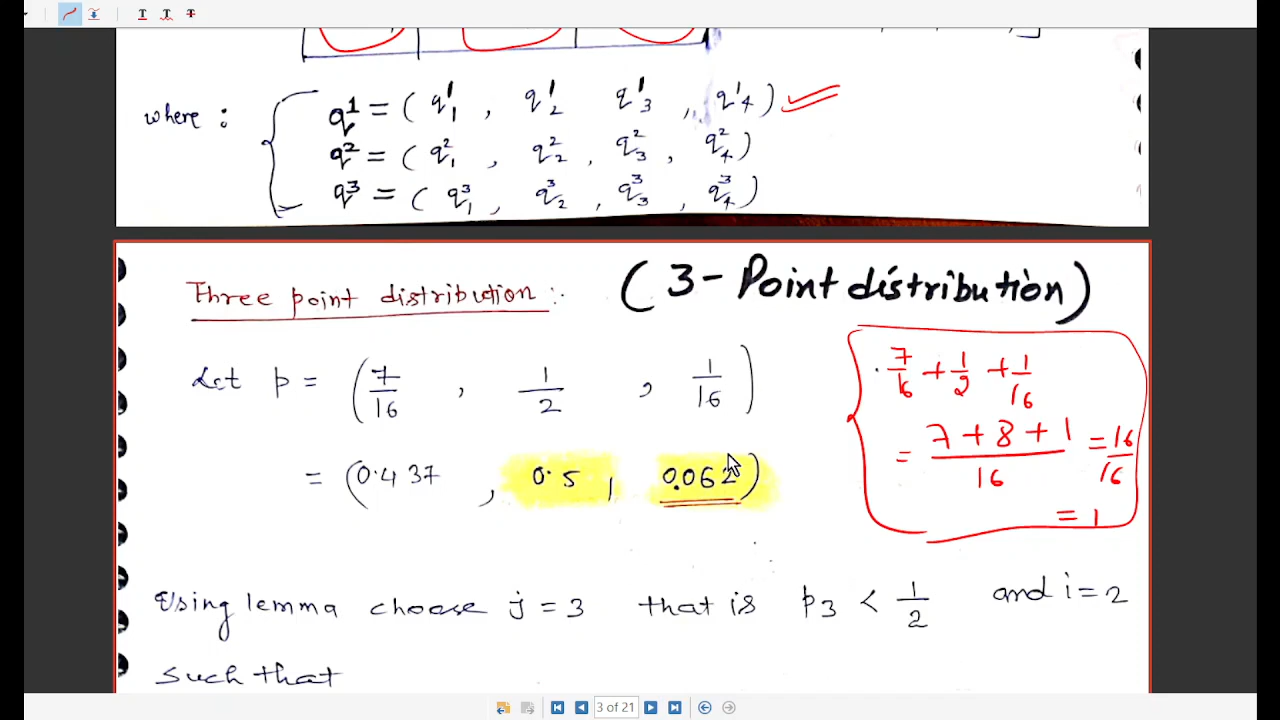 where : q¹ = ( q¹₁ , q¹₂ q¹₃ , q¹₄ )
q² = ( q²₁ , q²₂ , q²₃ , q²₄ )
q³ = ( q³₁ , q³₂ , q³₃ , q³₄ )
Three point distribution :- ( 3 - Point distribution )
Let p = ( 7/16 , 1/2 , 1/16 )
= ( 0.437 , 0.5 , 0.062 )
7/16 + 1/2 + 1/16
= 7 + 8 + 1 / 16 = 16/16
= 1
Using lemma choose j = 3 that is p₃ < 1/2 and i = 2
such that
3 of 21